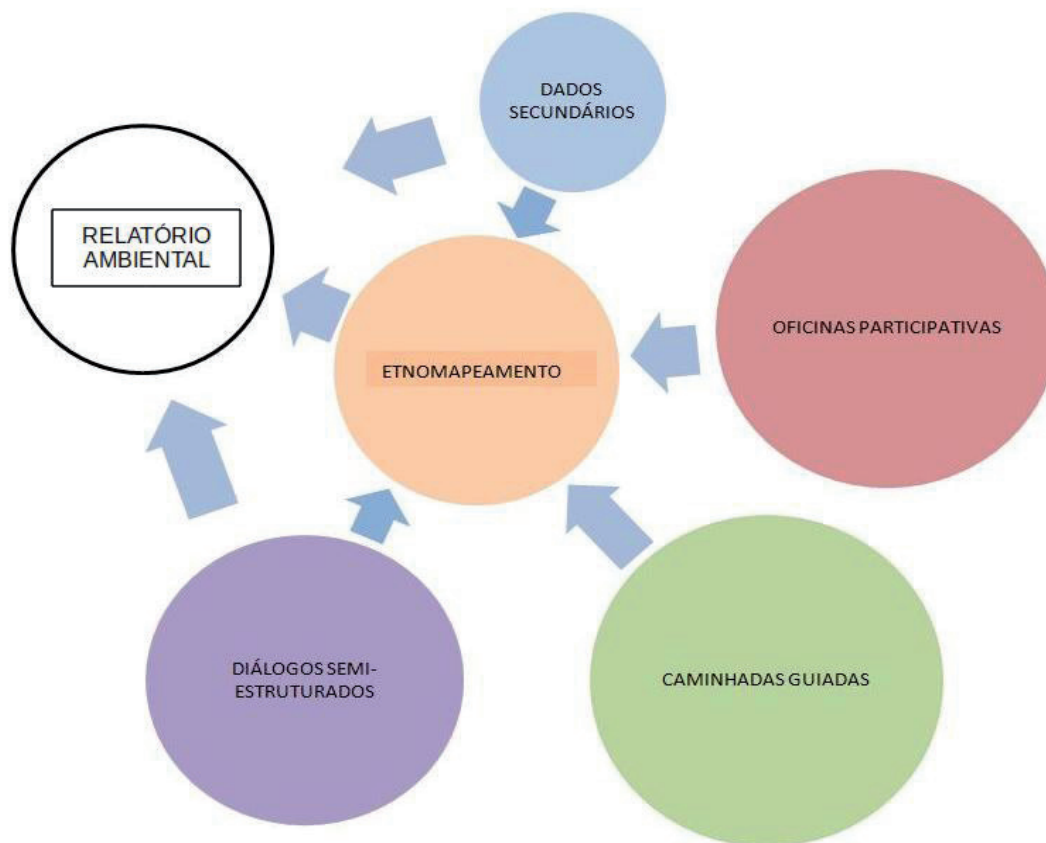 DADOS
SECUNDÁRIOS
RELATÓRIO
AMBIENTAL
OFICINAS PARTICIPATIVAS
ETNOMAPEAMENTO
DIÁLOGOS SEMI-
ESTRUTURADOS
CAMINHADAS GUIADAS